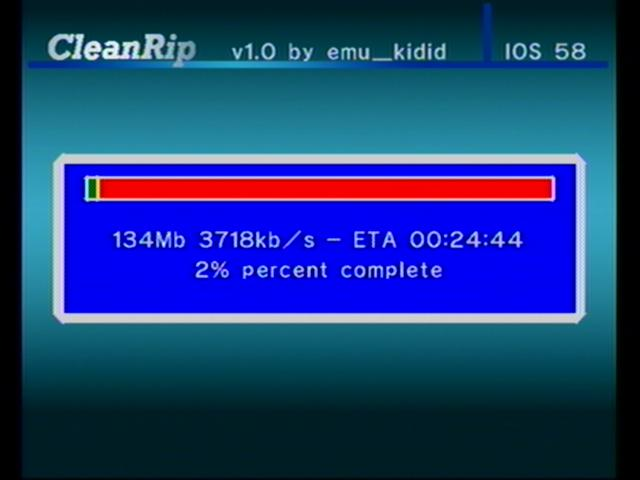 CleanRip v1.0 by emu_kidid IOS 58
134Mb 3718kb/s - ETA 00:24:44
2% percent complete